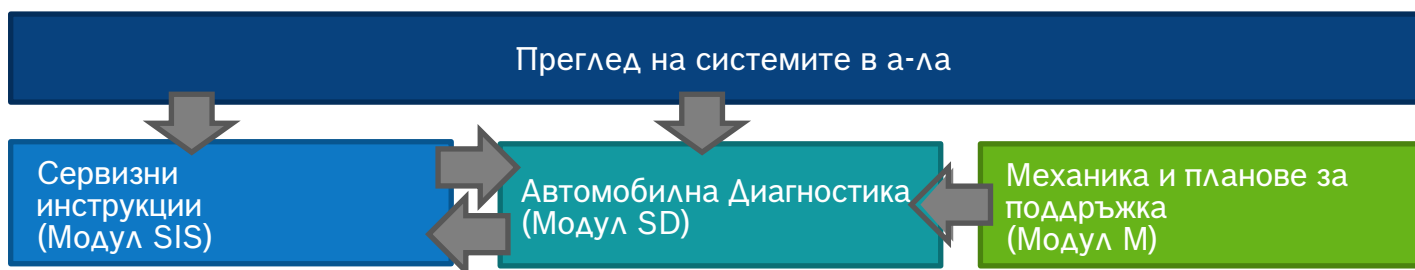 Преглед на системите в а-ла
Сервизни
инструкции
(Модул SIS)
Автомобилна Диагностика
(Модул SD)
Механика и планове за
поддръжка
(Модул M)